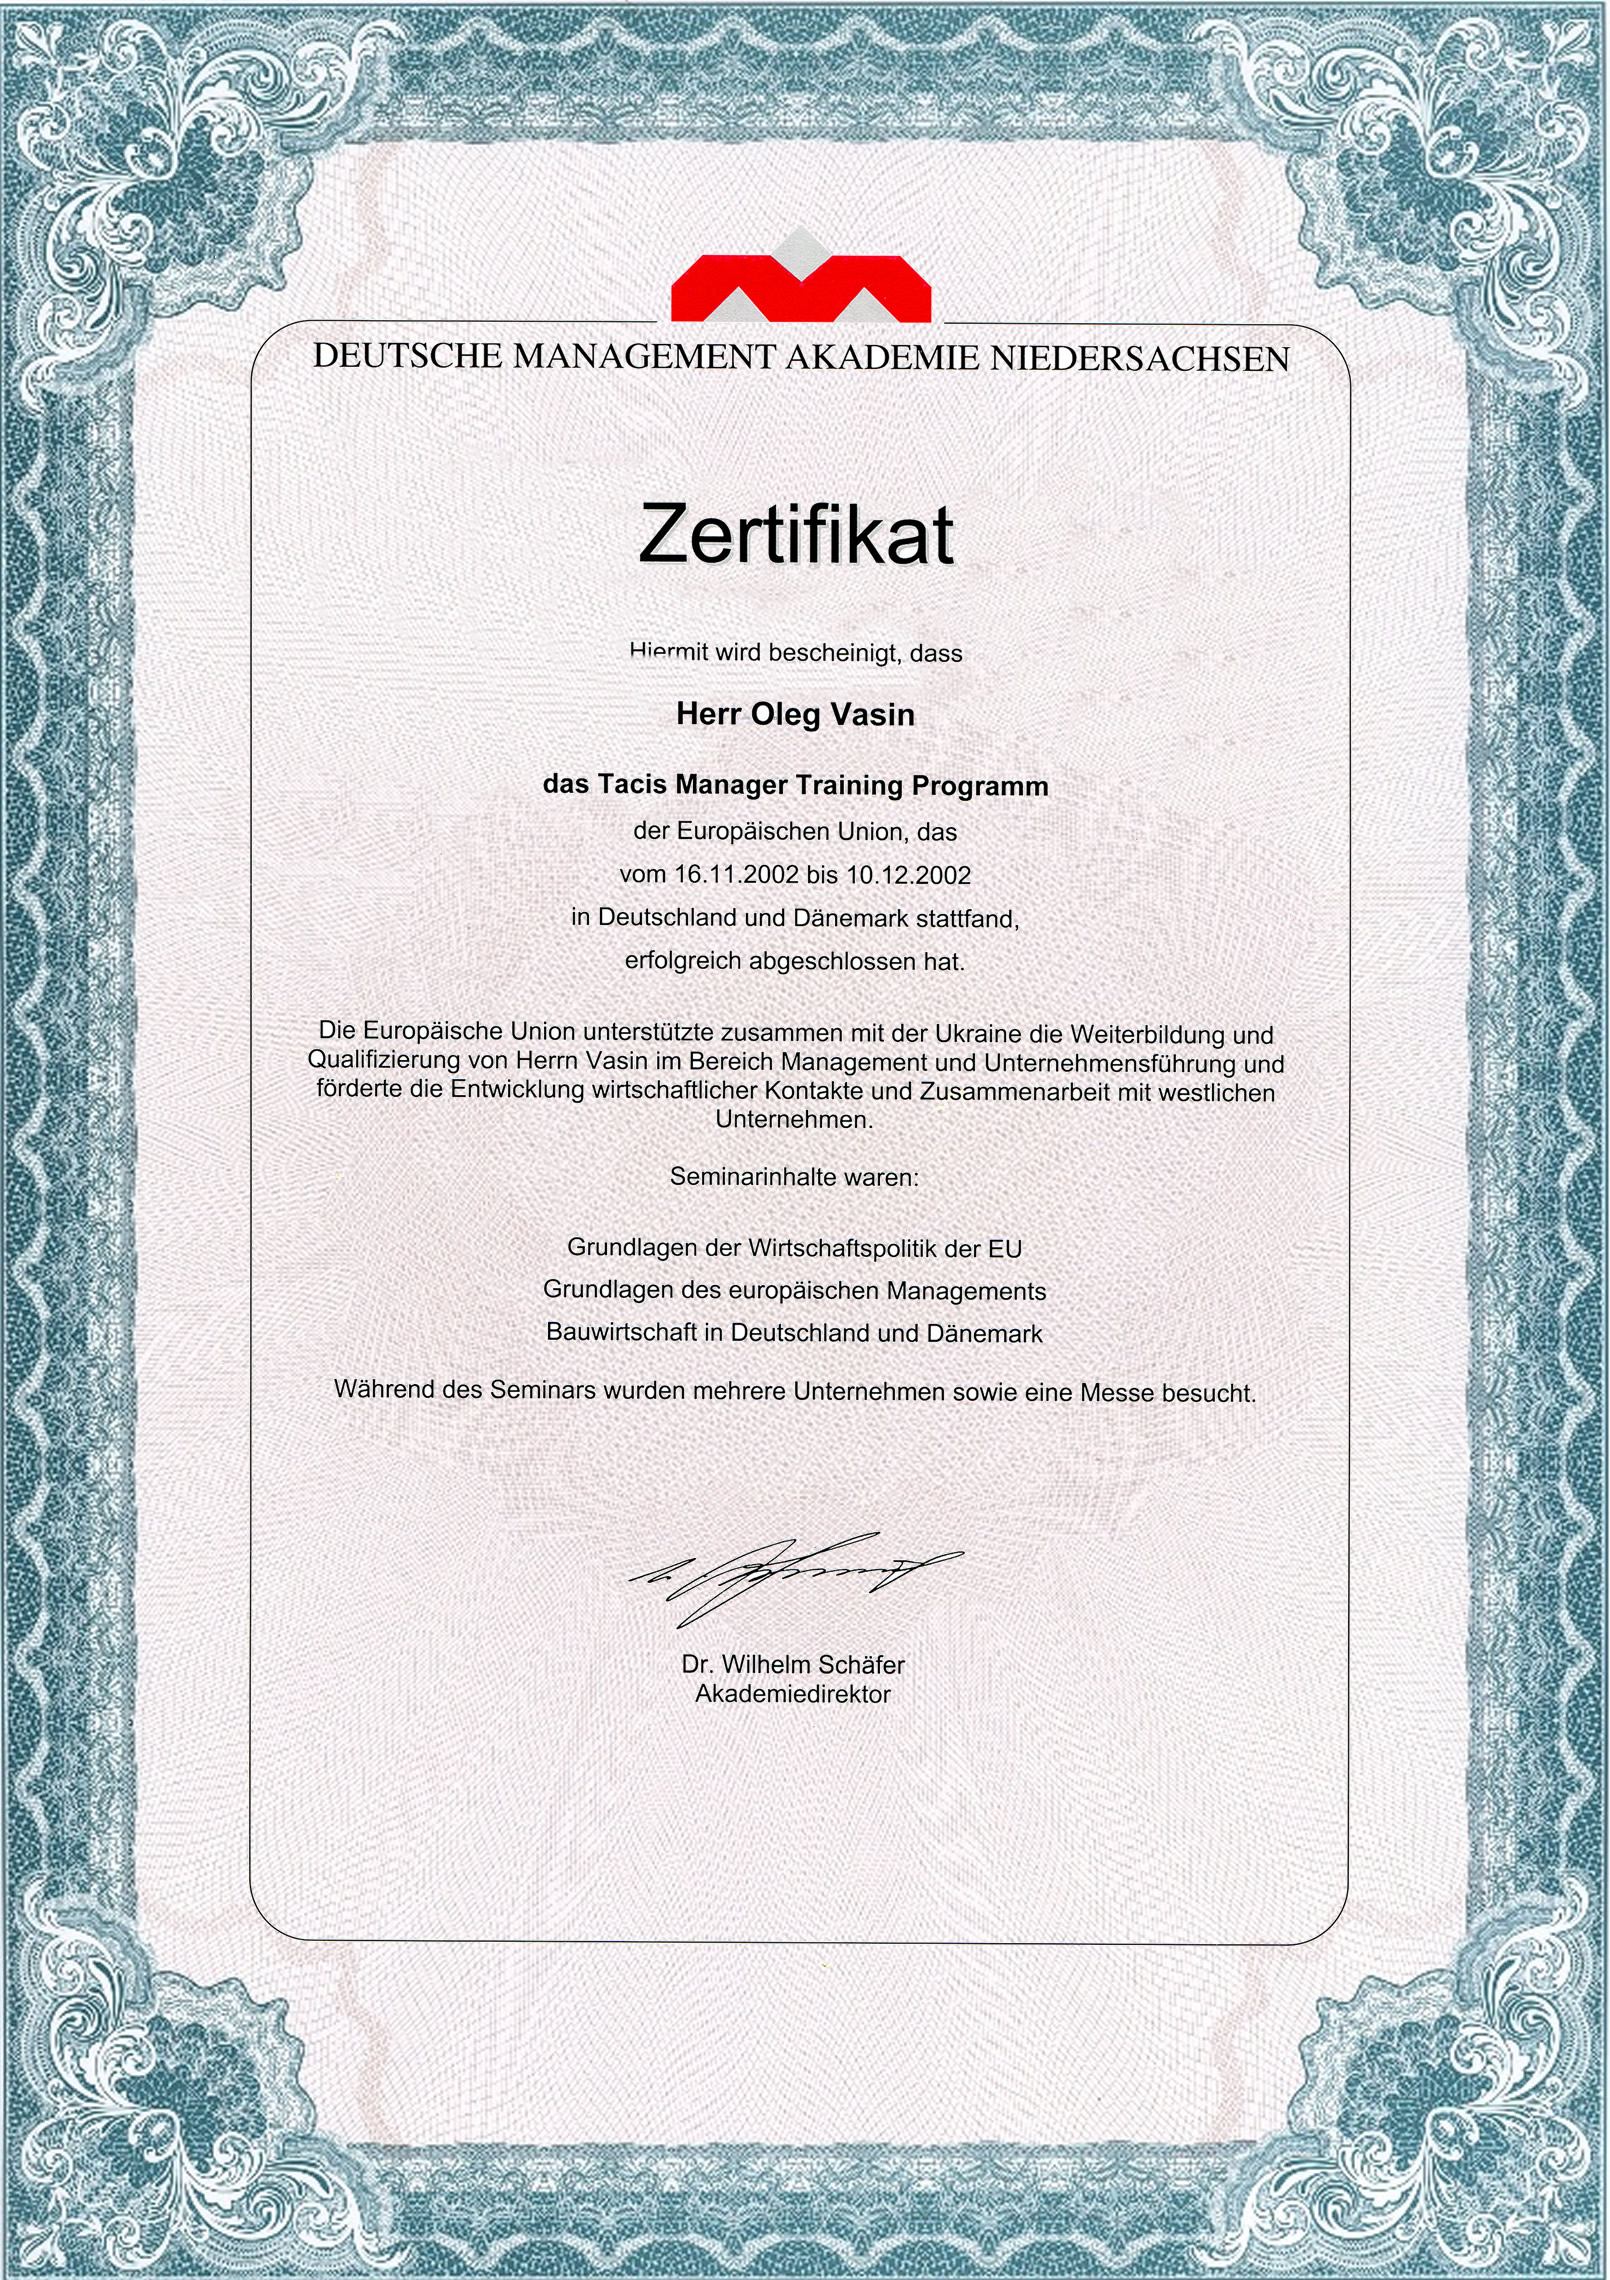 DEUTSCHE MANAGEMENT AKADEMIE NIEDERSACHSEN
Zertifikat
Hiermit wird bescheinigt, dass
Herr Oleg Vasin
das Tacis Manager Training Programm
der Europäischen Union, das
vom 16.11.2002 bis 10.12.2002
in Deutschland und Dänemark stattfand,
erfolgreich abgeschlossen hat.
Die Europäische Union unterstützte zusammen mit der Ukraine die Weiterbildung und
Qualifizierung von Herrn Vasin im Bereich Management und Unternehmensführung und
förderte die Entwicklung wirtschaftlicher Kontakte und Zusammenarbeit mit westlichen
Unternehmen.
Seminarinhalte waren:
Grundlagen der Wirtschaftspolitik der EU
Grundlagen des europäischen Managements
Bauwirtschaft in Deutschland und Dänemark
Während des Seminars wurden mehrere Unternehmen sowie eine Messe besucht.
Dr. Wilhelm Schäfer
Akademiedirektor